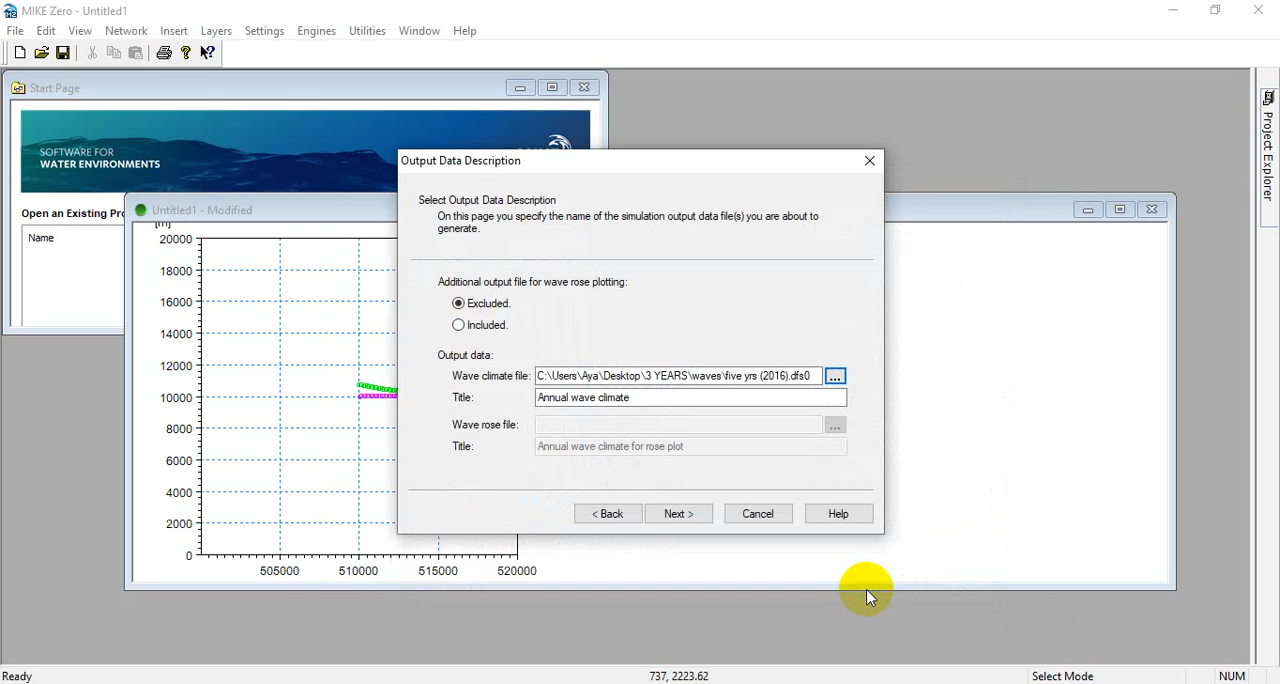 MIKE Zero - Untitled1
File Edit View Network Insert Layers Settings Engines Utilities Window Help
Start Page
SOFTWARE FOR
WATER ENVIRONMENTS
Open an Existing Pro
Name
Project Explorer
Untitled1 - Modified
[m]
20000
18000
16000
14000
12000
10000
8000
6000
4000
2000
0
505000 510000 515000 520000
Output Data Description
Select Output Data Description
On this page you specify the name of the simulation output data file(s) you are about to
generate.
Additional output file for wave rose plotting:
Excluded.
Included.
Output data:
Wave climate file: C:\Users\Aya\Desktop\3 YEARS\waves\five yrs (2016).dfs0 ...
Title: Annual wave climate
Wave rose file: ...
Title: Annual wave climate for rose plot
< Back Next > Cancel Help
Ready 737, 2223.62 Select Mode NUM